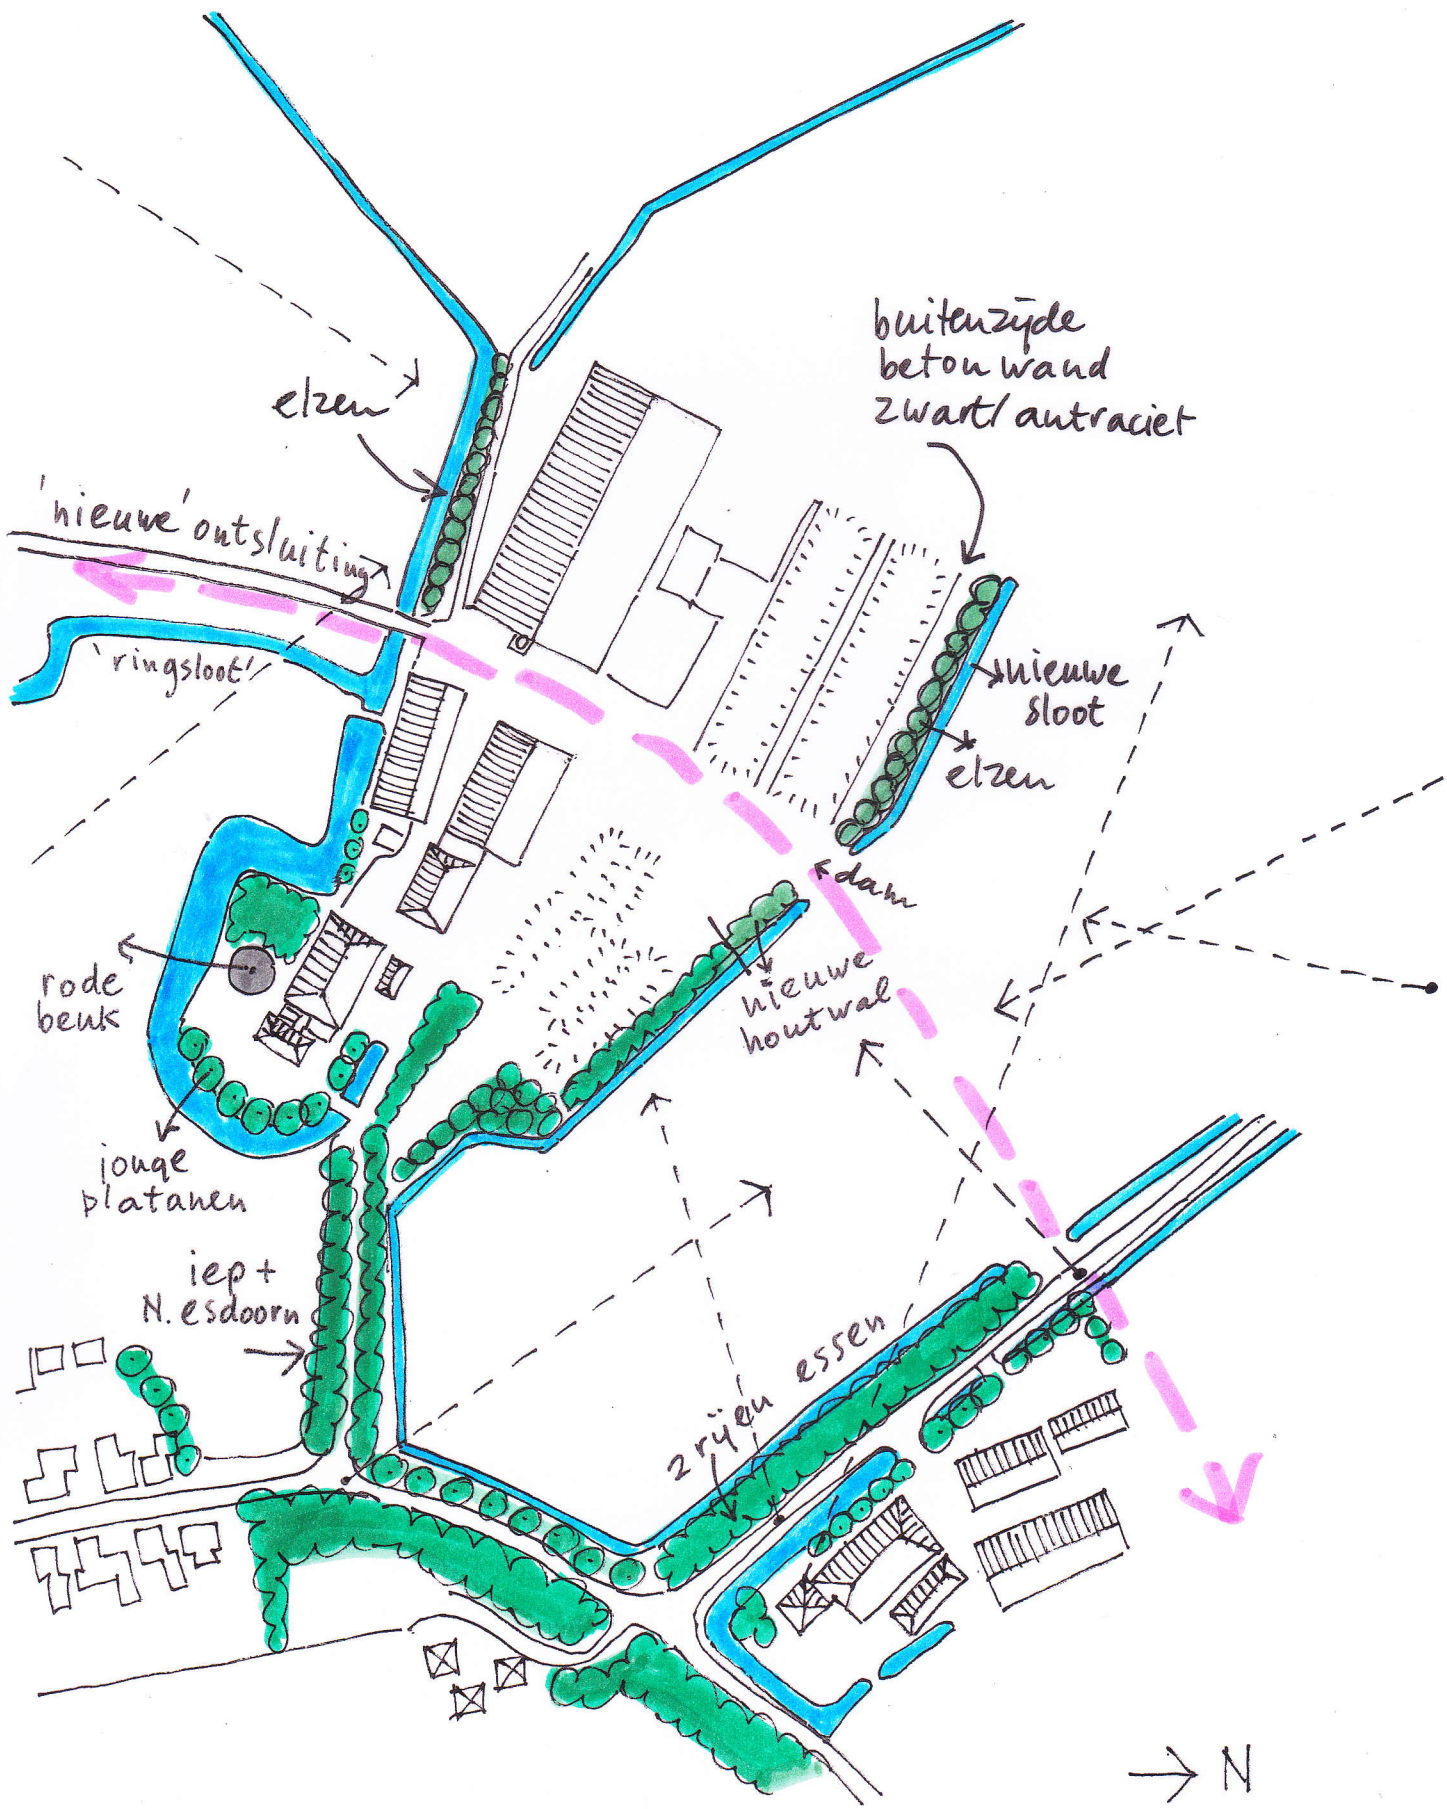 buitenzijde
beton wand
zwart/antraciet
elzen
'nieuwe' ontsluiting
'ringsloot'
nieuwe
sloot
elzen
dam
rode
beuk
nieuwe
houtwal
jonge
platanen
iep +
N. esdoorn
2 rijen essen
N